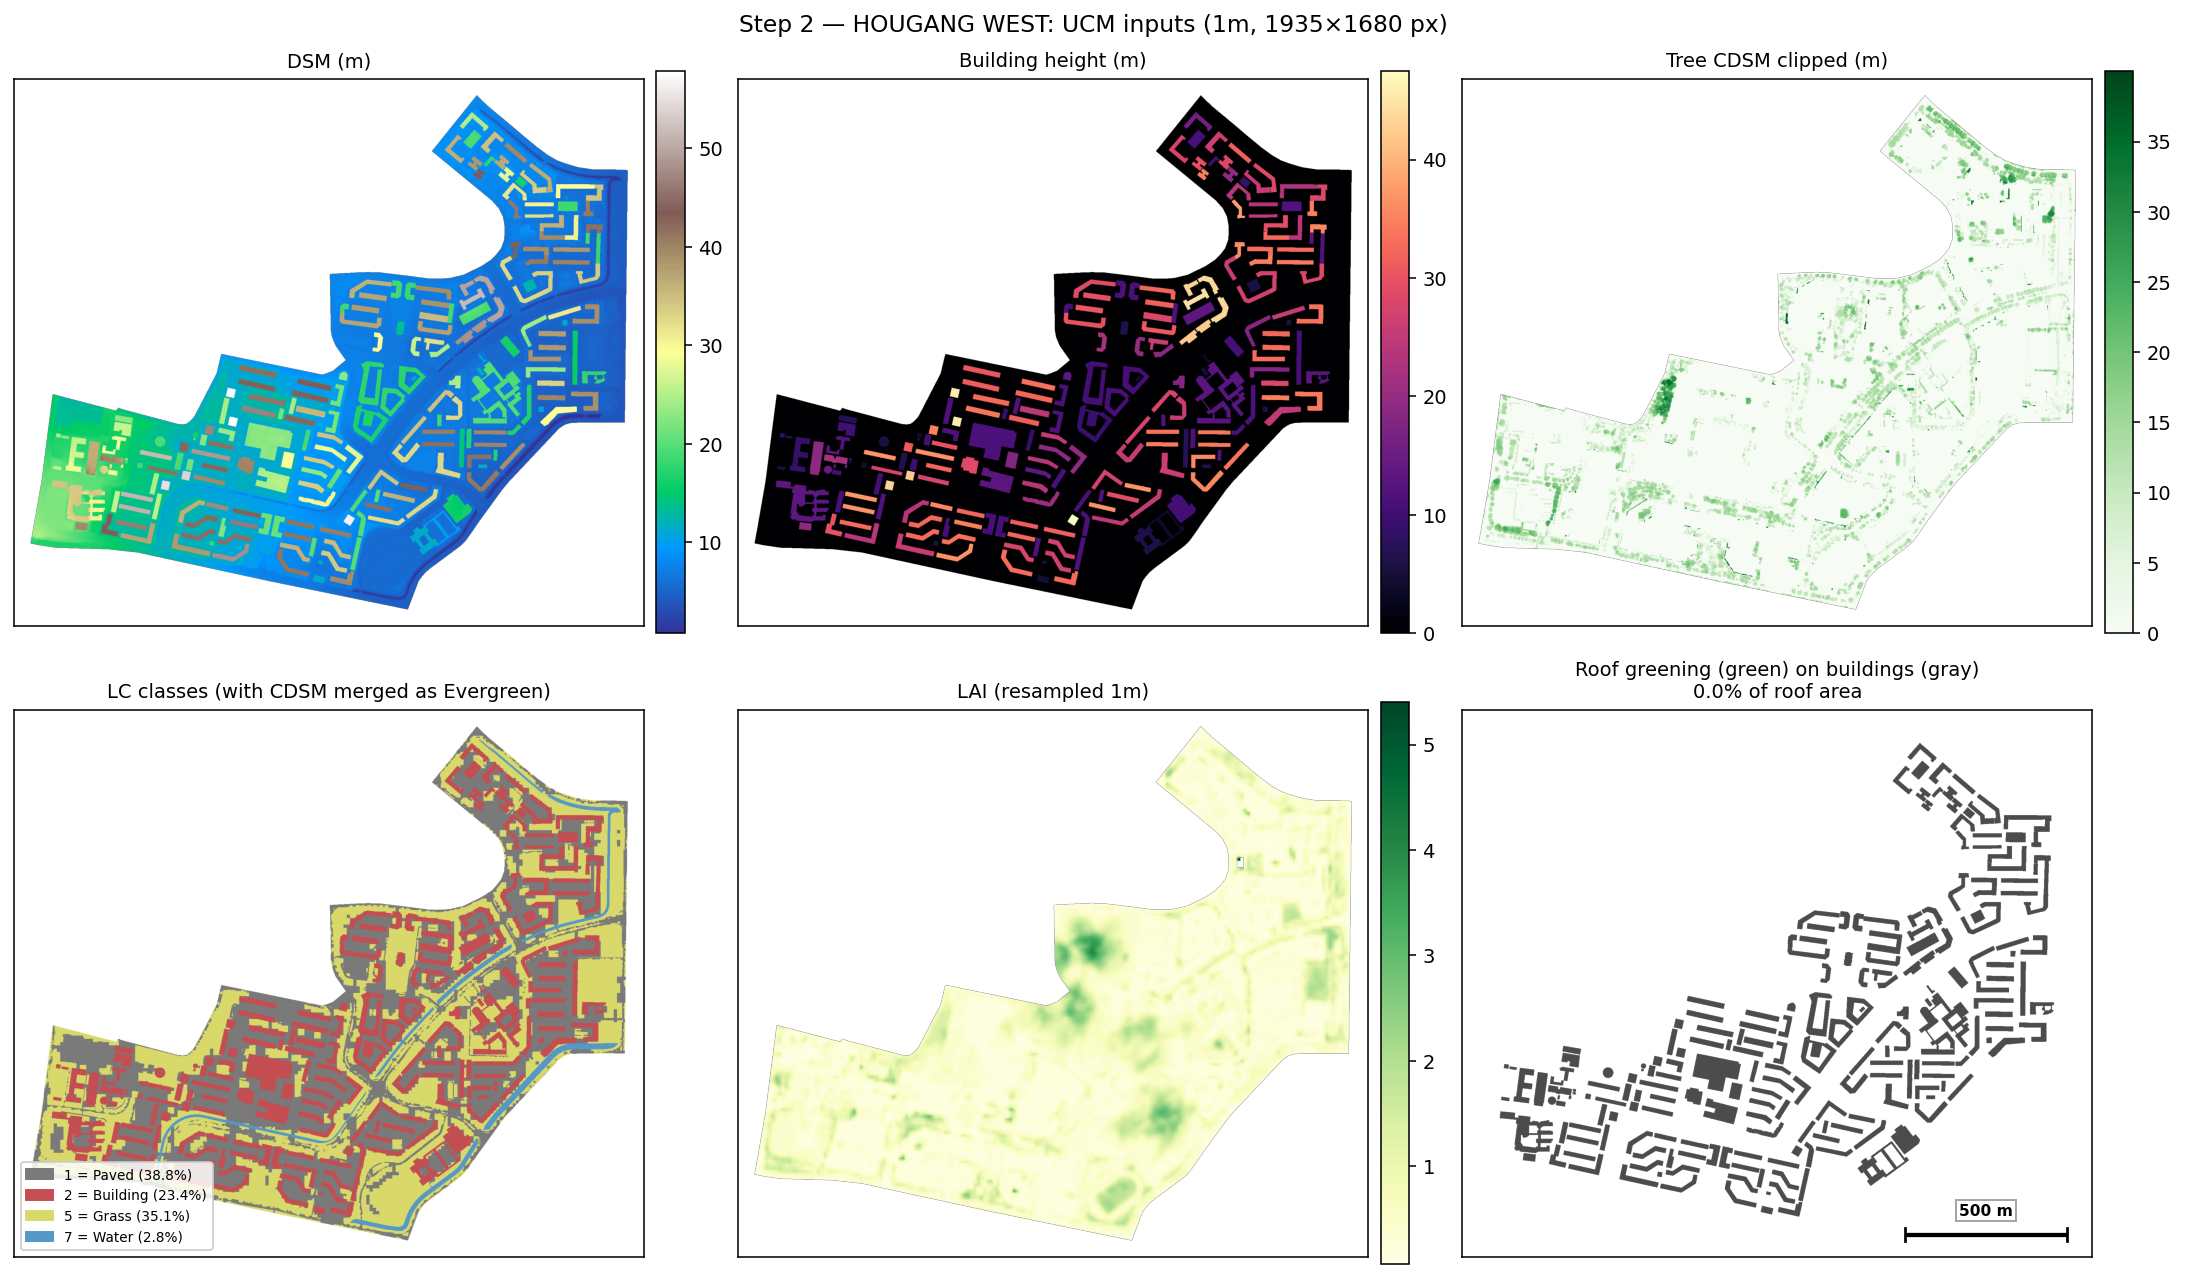 Step 2 — HOUGANG WEST: UCM inputs (1m, 1935×1680 px)
DSM (m)
50
40
30
20
10
Building height (m)
40
30
20
10
0
Tree CDSM clipped (m)
35
30
25
20
15
10
5
0
LC classes (with CDSM merged as Evergreen)
1 = Paved (38.8%)
2 = Building (23.4%)
5 = Grass (35.1%)
7 = Water (2.8%)
LAI (resampled 1m)
5
4
3
2
1
Roof greening (green) on buildings (gray)
0.0% of roof area
500 m